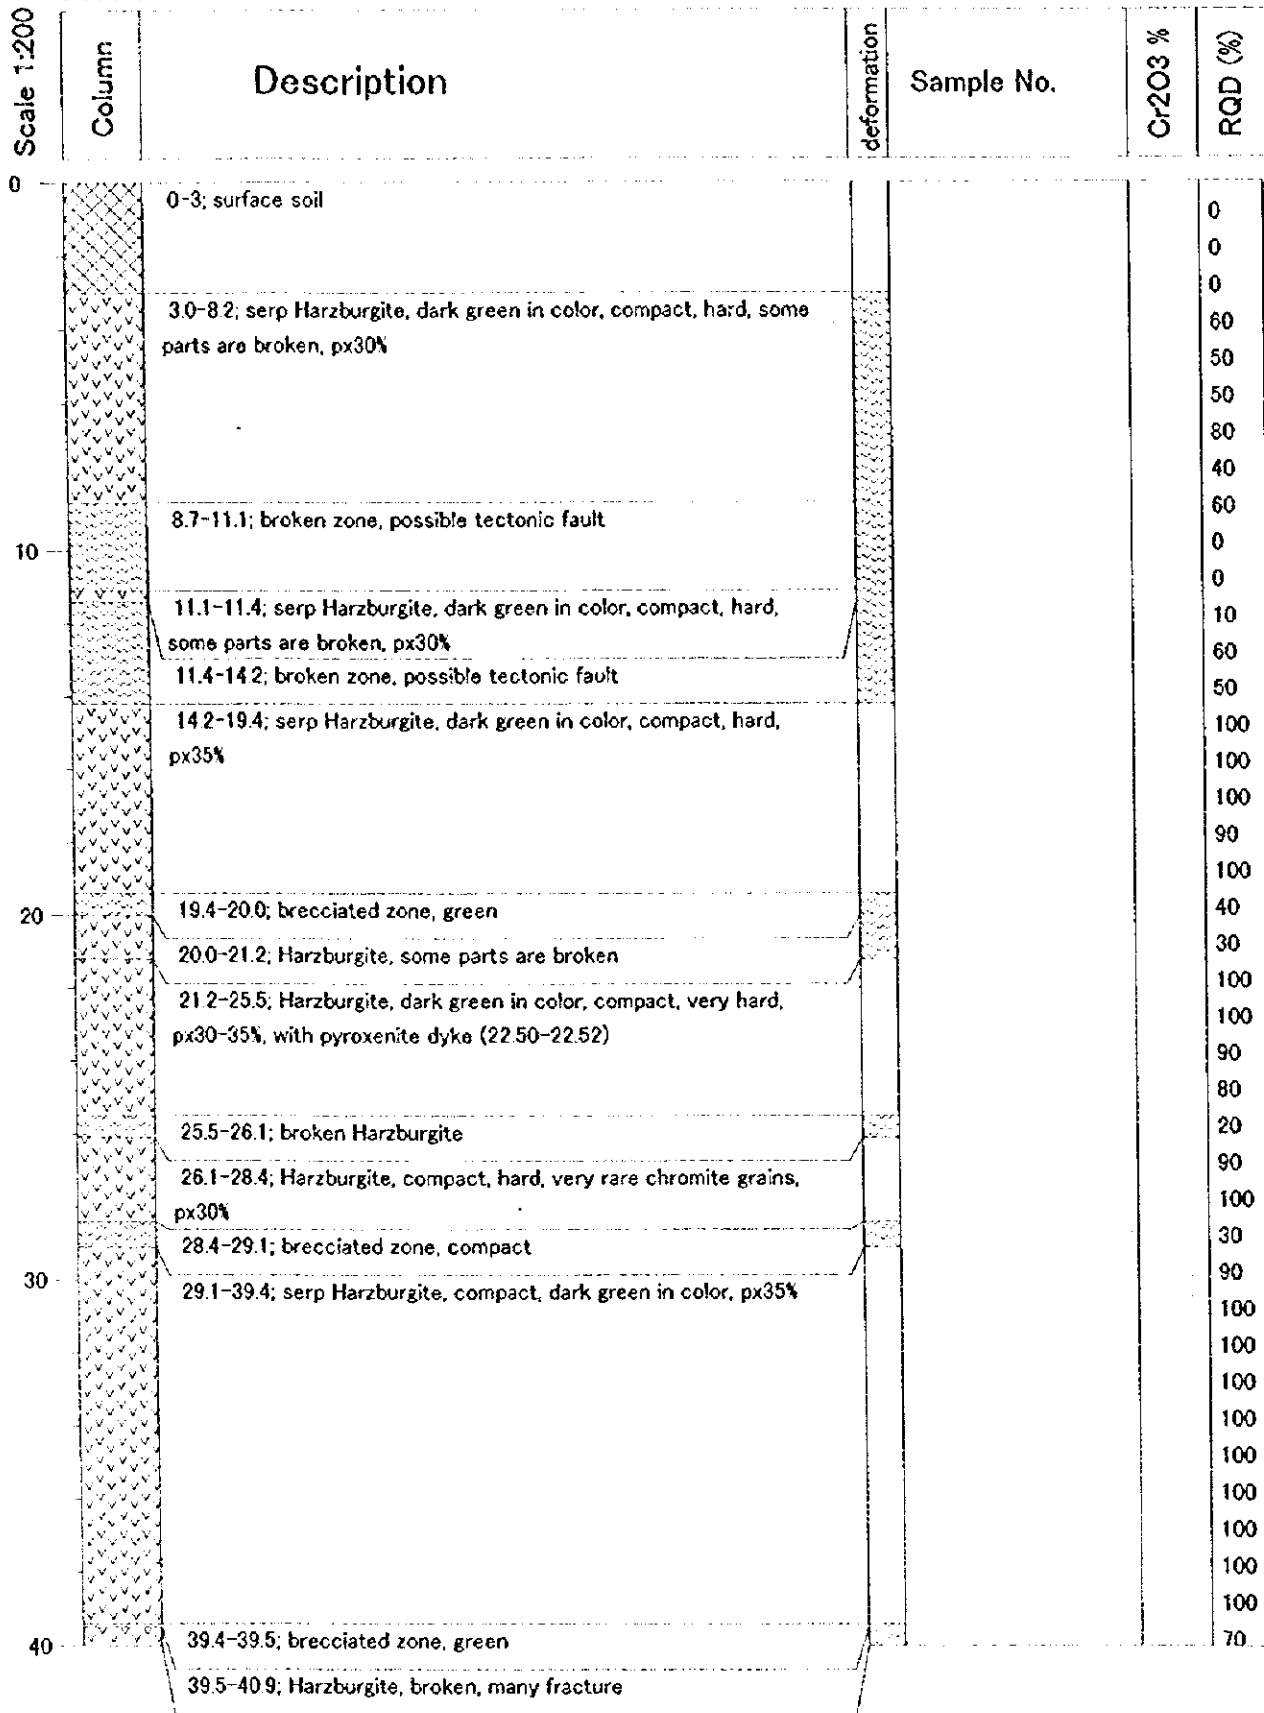 Scale 1:200
Column
Description
deformation
Sample No.
Cr2O3 %
RQD (%)
0
0-3; surface soil
0
0
0
3.0-8.2; serp Harzburgite, dark green in color, compact, hard, some
parts are broken, px30%
60
50
50
80
40
60
8.7-11.1; broken zone, possible tectonic fault
10
0
0
11.1-11.4; serp Harzburgite, dark green in color, compact, hard,
some parts are broken, px30%
10
60
11.4-14.2; broken zone, possible tectonic fault
50
14.2-19.4; serp Harzburgite, dark green in color, compact, hard,
px35%
100
100
100
90
100
19.4-20.0; brecciated zone, green
20
40
20.0-21.2; Harzburgite, some parts are broken
30
21.2-25.5; Harzburgite, dark green in color, compact, very hard,
px30-35%, with pyroxenite dyke (22.50-22.52)
100
100
90
80
25.5-26.1; broken Harzburgite
20
26.1-28.4; Harzburgite, compact, hard, very rare chromite grains,
px30%
90
100
28.4-29.1; brecciated zone, compact
30
30
90
29.1-39.4; serp Harzburgite, compact, dark green in color, px35%
100
100
100
100
100
100
100
100
100
39.4-39.5; brecciated zone, green
40
70
39.5-40.9; Harzburgite, broken, many fracture